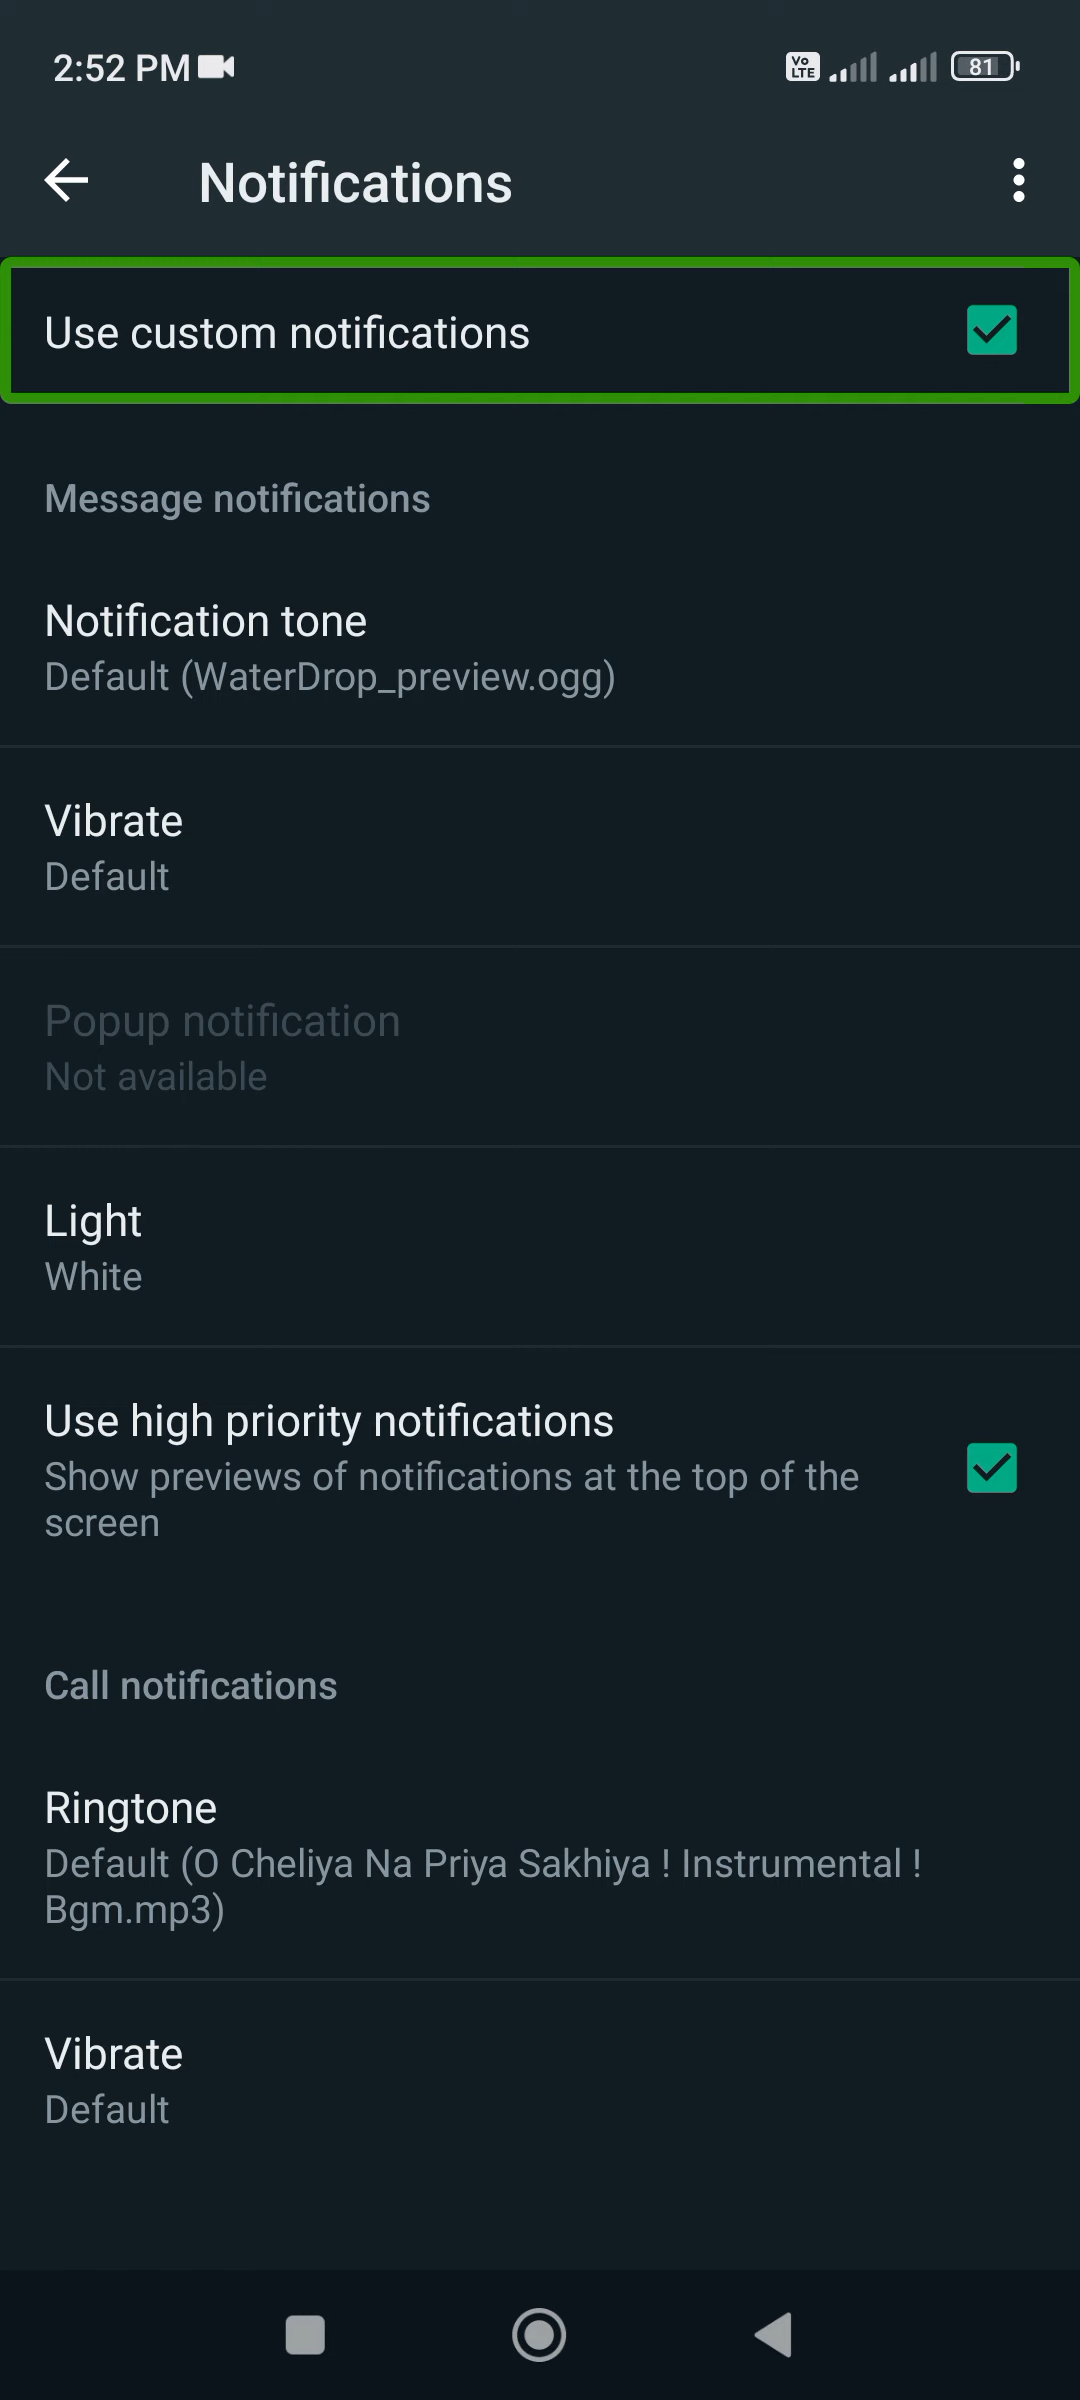 2:52 PM
Vo LTE
81
Notifications
Use custom notifications
Message notifications
Notification tone
Default (WaterDrop_preview.ogg)
Vibrate
Default
Popup notification
Not available
Light
White
Use high priority notifications
Show previews of notifications at the top of the
screen
Call notifications
Ringtone
Default (O Cheliya Na Priya Sakhiya ! Instrumental !
Bgm.mp3)
Vibrate
Default